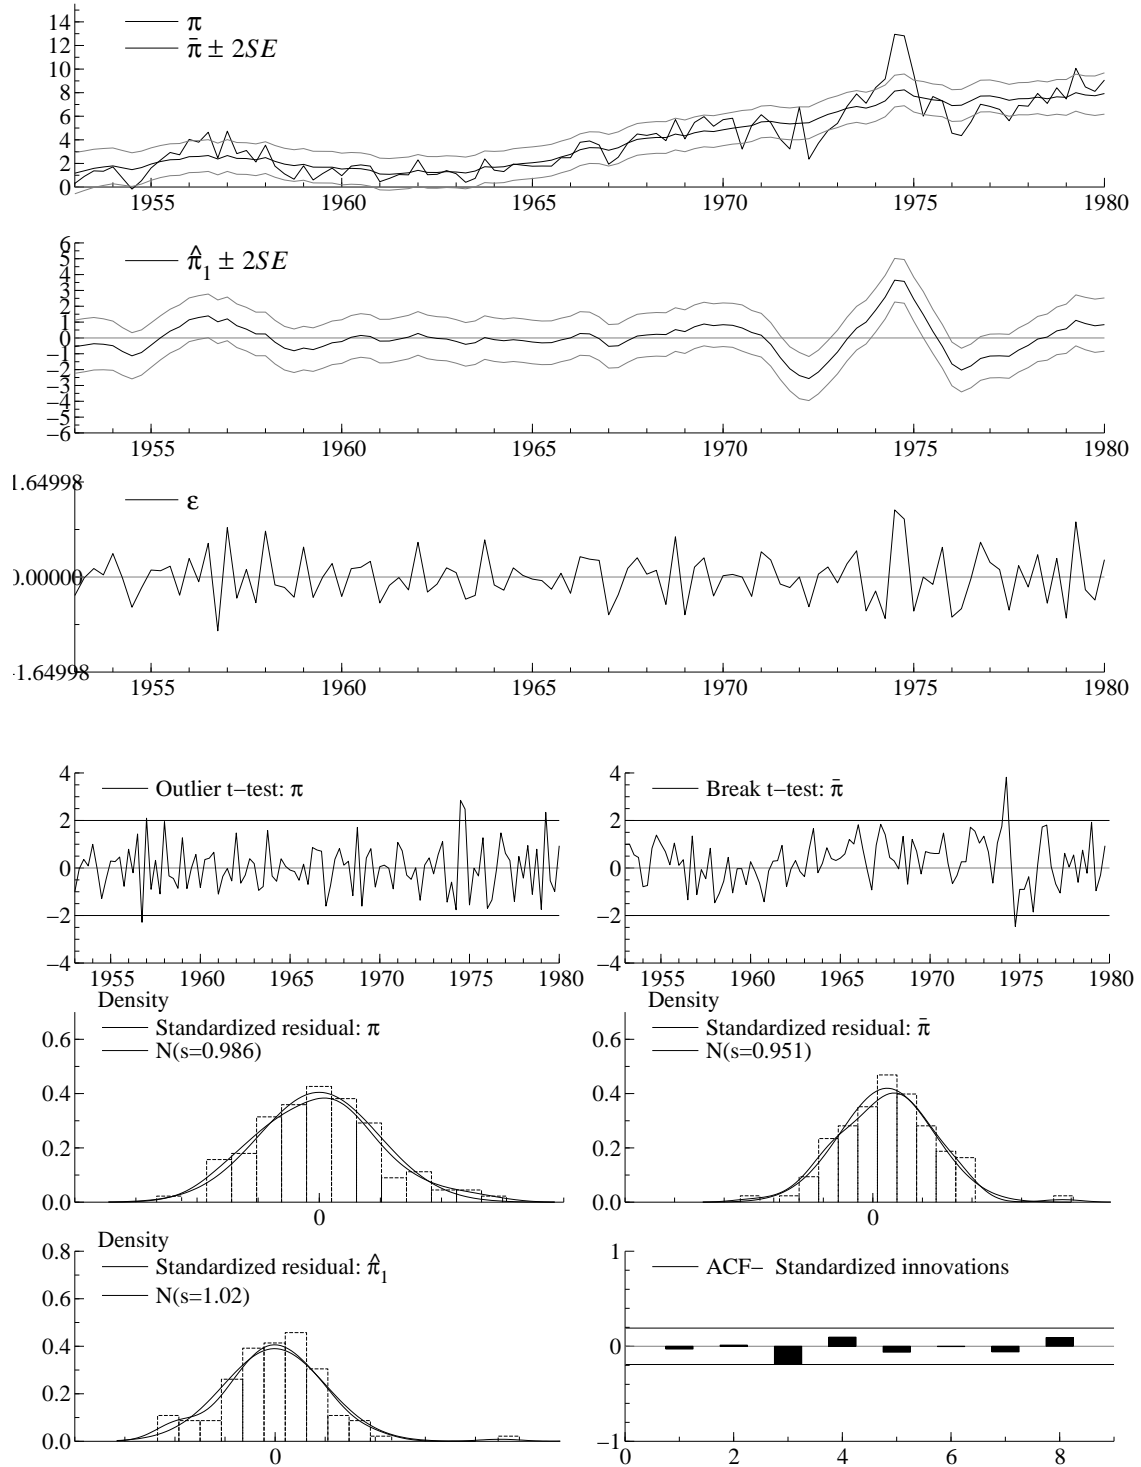 14
12
10
8
6
4
2
0
π
π̄ ± 2SE
1955 1960 1965 1970 1975 1980
6
5
4
3
2
1
0
−1
−2
−3
−4
−5
−6
π̂1 ± 2SE
1955 1960 1965 1970 1975 1980
1.64998
ε
0.00000
-1.64998
1955 1960 1965 1970 1975 1980
4
2
0
−2
−4
Outlier t−test: π
1955 1960 1965 1970 1975 1980
4
2
0
−2
−4
Break t−test: π̄
1955 1960 1965 1970 1975 1980
Density
0.6
0.4
0.2
0.0
Standardized residual: π
N(s=0.986)
0
Density
0.6
0.4
0.2
0.0
Standardized residual: π̄
N(s=0.951)
0
Density
0.8
0.6
0.4
0.2
0.0
Standardized residual: π̂1
N(s=1.02)
0
1
0
−1
ACF− Standardized innovations
0 2 4 6 8